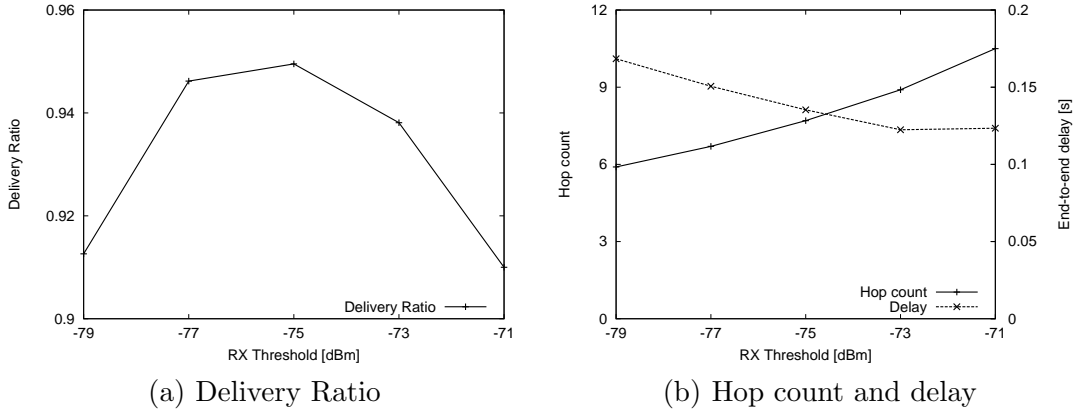 0.96
0.94
0.92
0.9
-79
-77
-75
-73
-71
Delivery Ratio
RX Threshold [dBm]
Delivery Ratio
(a) Delivery Ratio
12
9
6
3
0
0.2
0.15
0.1
0.05
0
-79
-77
-75
-73
-71
Hop count
End-to-end delay [s]
RX Threshold [dBm]
Hop count
Delay
(b) Hop count and delay